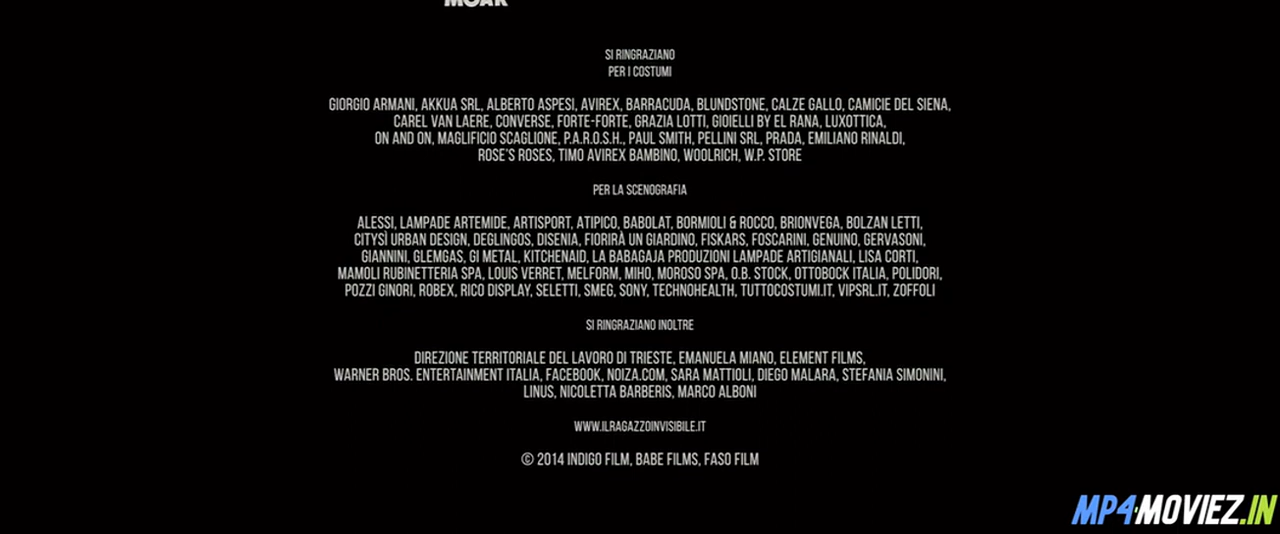 MOAK
SI RINGRAZIANO
PER I COSTUMI
GIORGIO ARMANI, AKKUA SRL, ALBERTO ASPESI, AVIREX, BARRACUDA, BLUNDSTONE, CALZE GALLO, CAMICIE DEL SIENA,
CAREL VAN LAERE, CONVERSE, FORTE-FORTE, GRAZIA LOTTI, GIOIELLI BY EL RANA, LUXOTTICA,
ON AND ON, MAGLIFICIO SCAGLIONE, P.A.R.O.S.H., PAUL SMITH, PELLINI SRL, PRADA, EMILIANO RINALDI,
ROSE'S ROSES, TIMO AVIREX BAMBINO, WOOLRICH, W.P. STORE
PER LA SCENOGRAFIA
ALESSI, LAMPADE ARTEMIDE, ARTISPORT, ATIPICO, BABOLAT, BORMIOLI & ROCCO, BRIONVEGA, BOLZAN LETTI,
CITYSÌ URBAN DESIGN, DEGLINGOS, DISENIA, FIORIRÀ UN GIARDINO, FISKARS, FOSCARINI, GENUINO, GERVASONI,
GIANNINI, GLEMGAS, GI METAL, KITCHENAID, LA BABAGAJA PRODUZIONI LAMPADE ARTIGIANALI, LISA CORTI,
MAMOLI RUBINETTERIA SPA, LOUIS VERRET, MELFORM, MIHO, MOROSO SPA, O.B. STOCK, OTTOBOCK ITALIA, POLIDORI,
POZZI GINORI, ROBEX, RICO DISPLAY, SELETTI, SMEG, SONY, TECHNOHEALTH, TUTTOCOSTUMI.IT, VIPSRL.IT, ZOFFOLI
SI RINGRAZIANO INOLTRE
DIREZIONE TERRITORIALE DEL LAVORO DI TRIESTE, EMANUELA MIANO, ELEMENT FILMS,
WARNER BROS. ENTERTAINMENT ITALIA, FACEBOOK, NOIZA.COM, SARA MATTIOLI, DIEGO MALARA, STEFANIA SIMONINI,
LINUS, NICOLETTA BARBERIS, MARCO ALBONI
WWW.ILRAGAZZOINVISIBILE.IT
© 2014 INDIGO FILM, BABE FILMS, FASO FILM
MP4MOVIEZ.IN